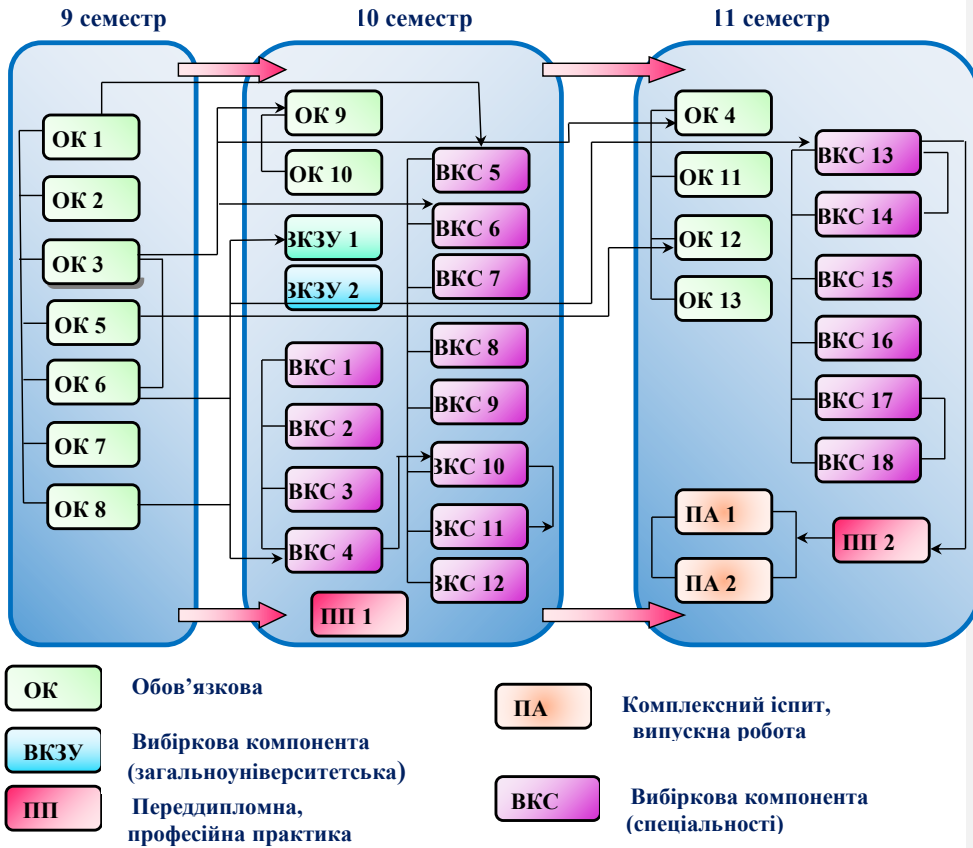 9 семестр
10 семестр
11 семестр
ОК 1
ОК 2
ОК 3
ОК 5
ОК 6
ОК 7
ОК 8
ОК 9
ОК 10
ВКЗУ 1
ВКЗУ 2
ВКС 1
ВКС 2
ВКС 3
ВКС 4
ПП 1
ВКС 5
ВКС 6
ВКС 7
ВКС 8
ВКС 9
ВКС 10
ВКС 11
ВКС 12
ОК 4
ОК 11
ОК 12
ОК 13
ВКС 13
ВКС 14
ВКС 15
ВКС 16
ВКС 17
ВКС 18
ПА 1
ПА 2
ПП 2
ОК
Обов’язкова
ВКЗУ
Вибіркова компонента
(загальноуніверситетська)
ПП
Переддипломна,
професійна практика
ПА
Комплексний іспит,
випускна робота
ВКС
Вибіркова компонента
(спеціальності)